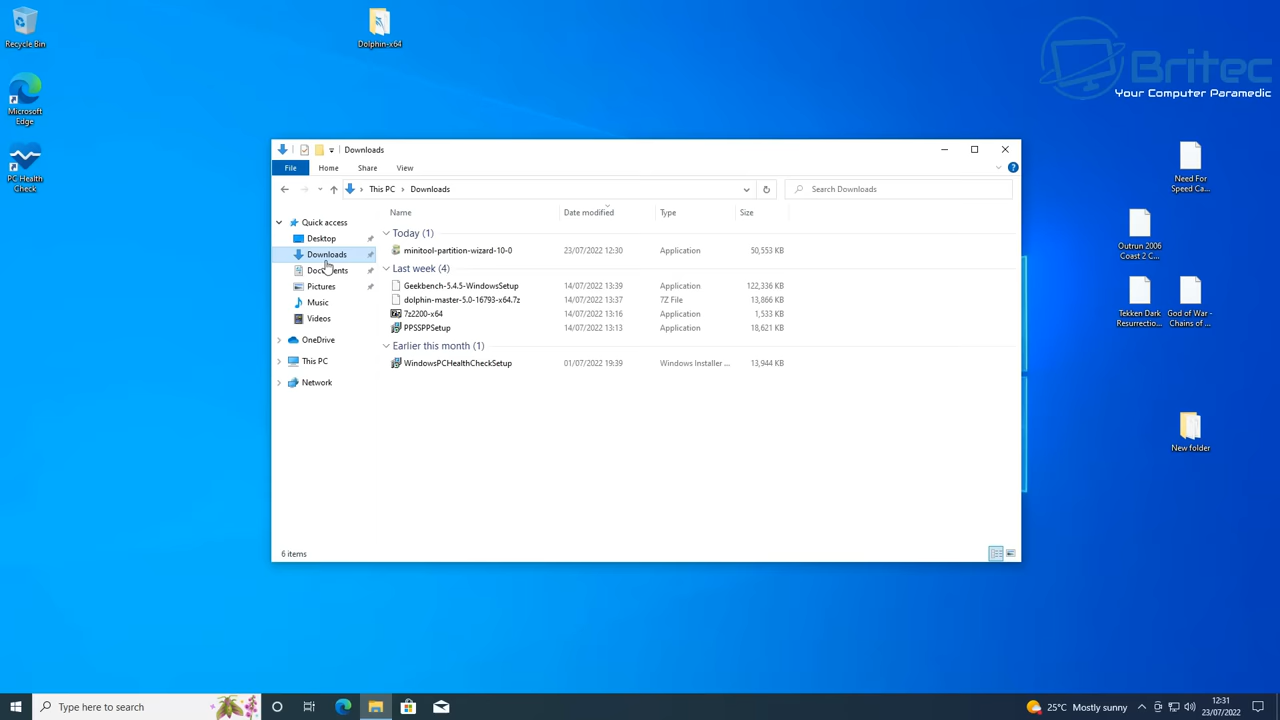 Recycle Bin
Dolphin-x64
Britec
Your Computer Paramedic
Microsoft
Edge
PC Health
Check
Need For
Speed Ca...
Outrun 2006
Coast 2 C...
Tekken Dark
Resurrection...
God of War -
Chains of ...
New folder
Downloads
File Home Share View
This PC > Downloads
Search Downloads
Name Date modified Type Size
Quick access
Desktop
Downloads
Documents
Pictures
Music
Videos
OneDrive
This PC
Network
Today (1)
minitool-partition-wizard-10-0 23/07/2022 12:30 Application 50,553 KB
Last week (4)
Geekbench-5.4.5-WindowsSetup 14/07/2022 13:39 Application 122,336 KB
dolphin-master-5.0-16793-x64.7z 14/07/2022 13:37 7Z File 13,866 KB
7z2200-x64 14/07/2022 13:16 Application 1,533 KB
PPSSPPSetup 14/07/2022 13:13 Application 18,621 KB
Earlier this month (1)
WindowsPCHealthCheckSetup 01/07/2022 19:39 Windows Installer ... 13,944 KB
6 items
Type here to search
25°C Mostly sunny
12:31
23/07/2022